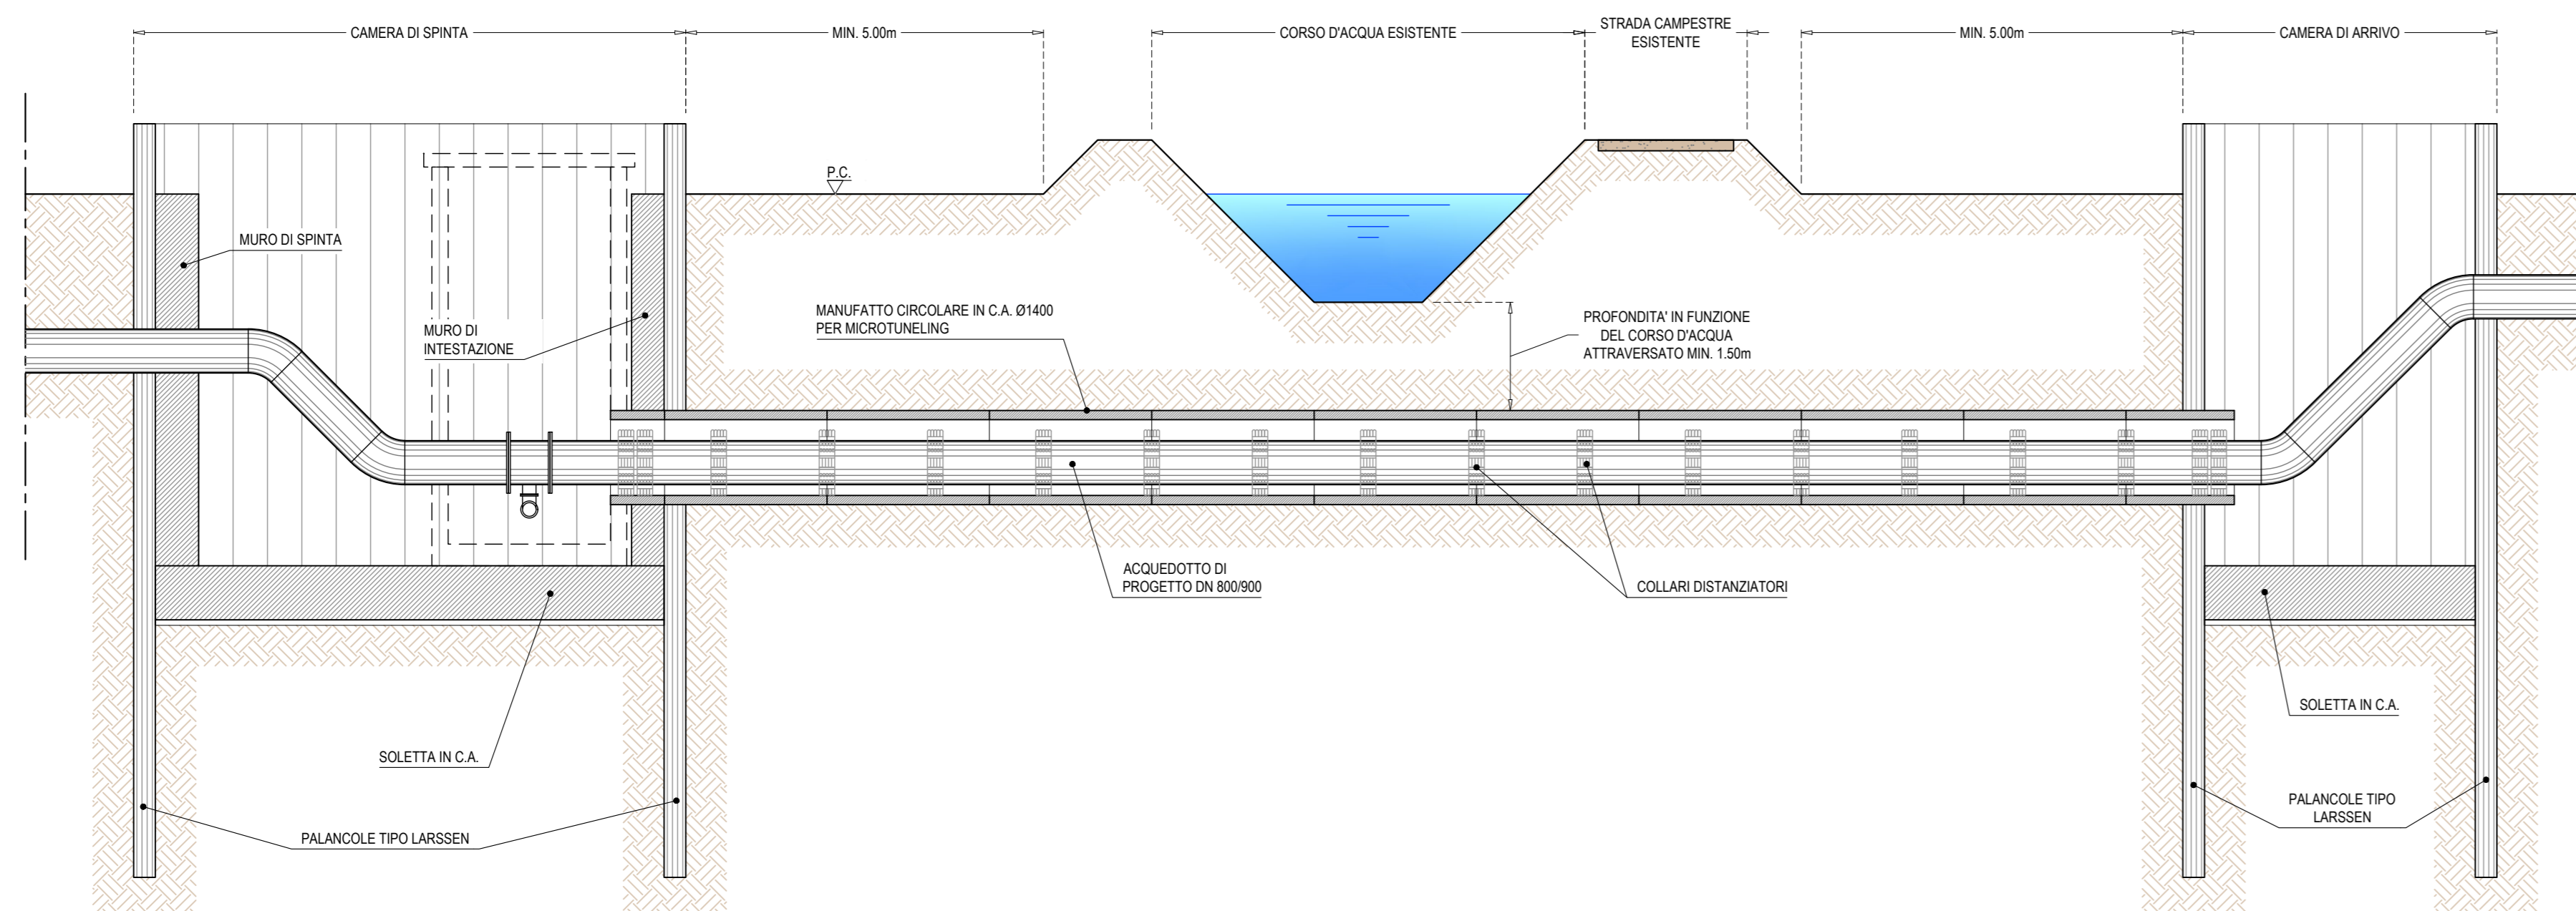 CAMERA DI SPINTA
MIN. 5.00m
CORSO D'ACQUA ESISTENTE
STRADA CAMPESTRE
ESISTENTE
MIN. 5.00m
CAMERA DI ARRIVO
P.C.
MURO DI SPINTA
MURO DI
INTESTAZIONE
MANUFATTO CIRCOLARE IN C.A. Ø1400
PER MICROTUNELING
PROFONDITA' IN FUNZIONE
DEL CORSO D'ACQUA
ATTRAVERSATO MIN. 1.50m
ACQUEDOTTO DI
PROGETTO DN 800/900
COLLARI DISTANZIATORI
SOLETTA IN C.A.
SOLETTA IN C.A.
PALANCOLE TIPO LARSSEN
PALANCOLE TIPO
LARSSEN